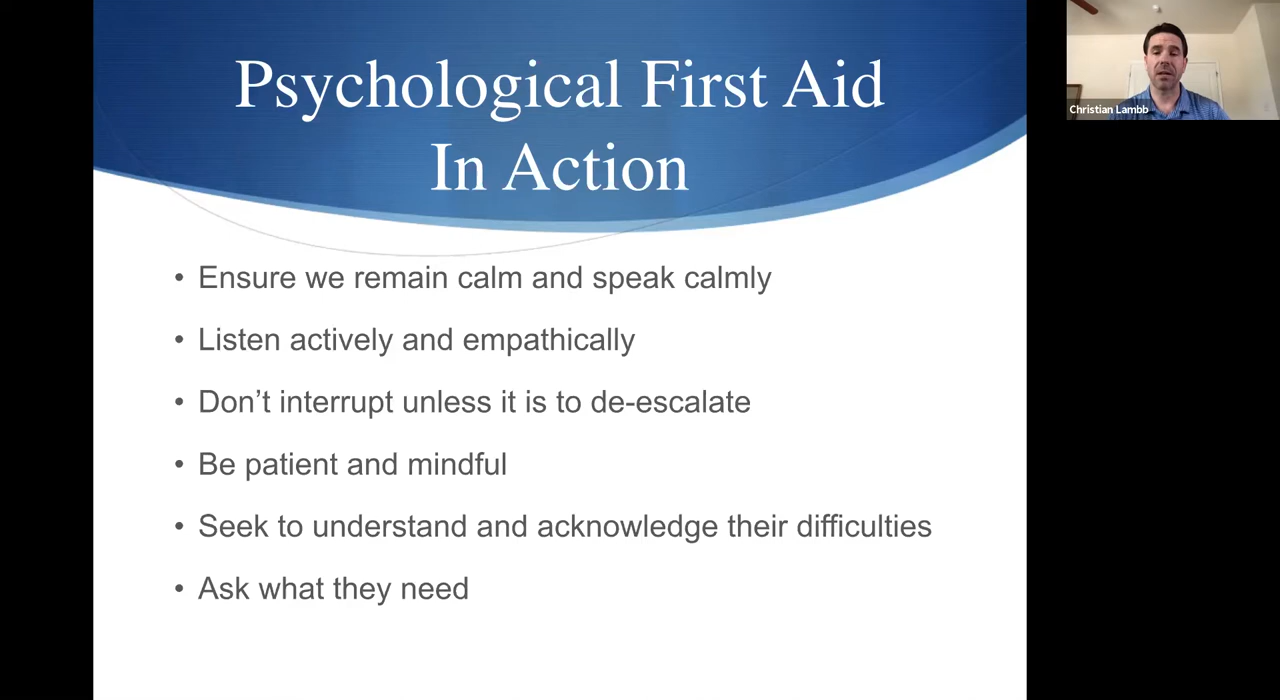 Psychological First Aid
In Action
• Ensure we remain calm and speak calmly
• Listen actively and empathically
• Don’t interrupt unless it is to de-escalate
• Be patient and mindful
• Seek to understand and acknowledge their difficulties
• Ask what they need
Christian Lambb